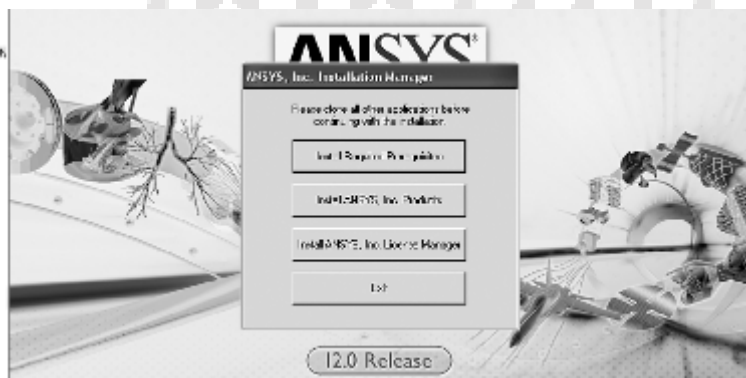 ANSYS®
ANSYS, Inc. Installation Manager
Please close all other applications before
continuing with the installation.
Install Required Prerequisites
Install ANSYS, Inc. Products
Install ANSYS, Inc. License Manager
Exit
12.0 Release